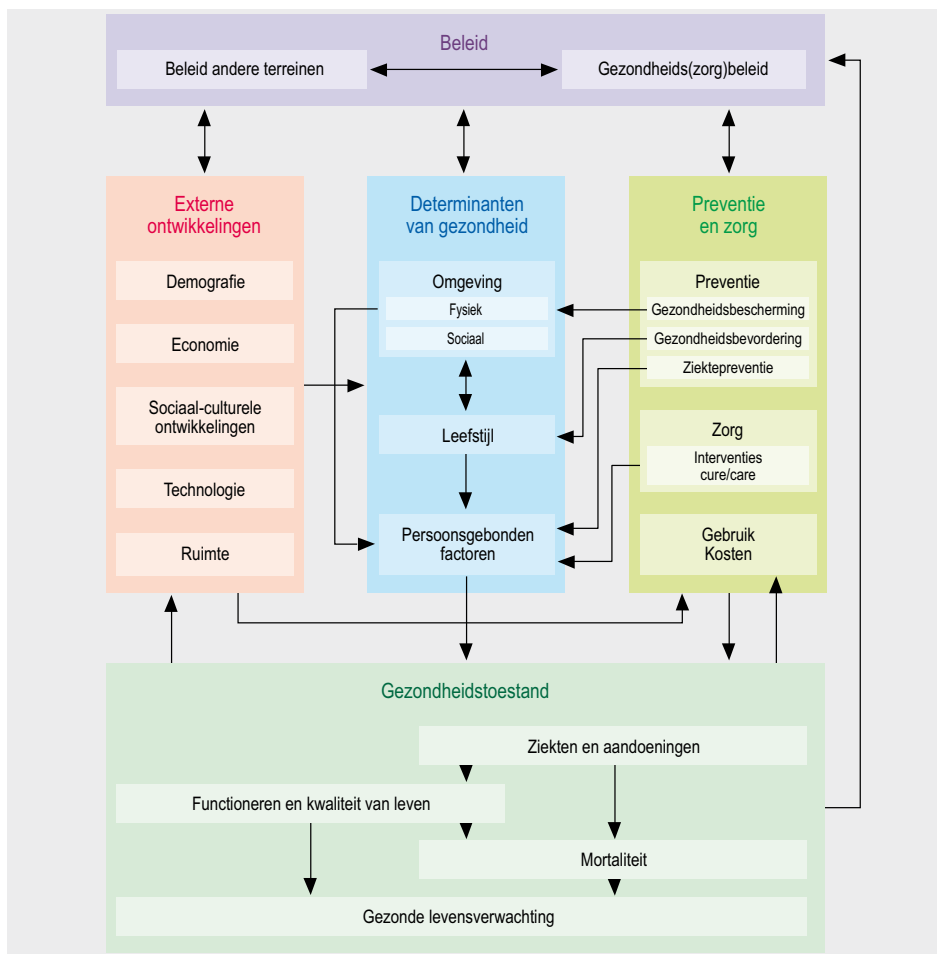 Beleid
Beleid andere terreinen
Gezondheids(zorg)beleid
Externe
ontwikkelingen
Demografie
Economie
Sociaal-culturele
ontwikkelingen
Technologie
Ruimte
Determinanten
van gezondheid
Omgeving
Fysiek
Sociaal
Leefstijl
Persoonsgebonden
factoren
Preventie
en zorg
Preventie
Gezondheidsbescherming
Gezondheidsbevordering
Ziektepreventie
Zorg
Interventies
cure/care
Gebruik
Kosten
Gezondheidstoestand
Ziekten en aandoeningen
Functioneren en kwaliteit van leven
Mortaliteit
Gezonde levensverwachting